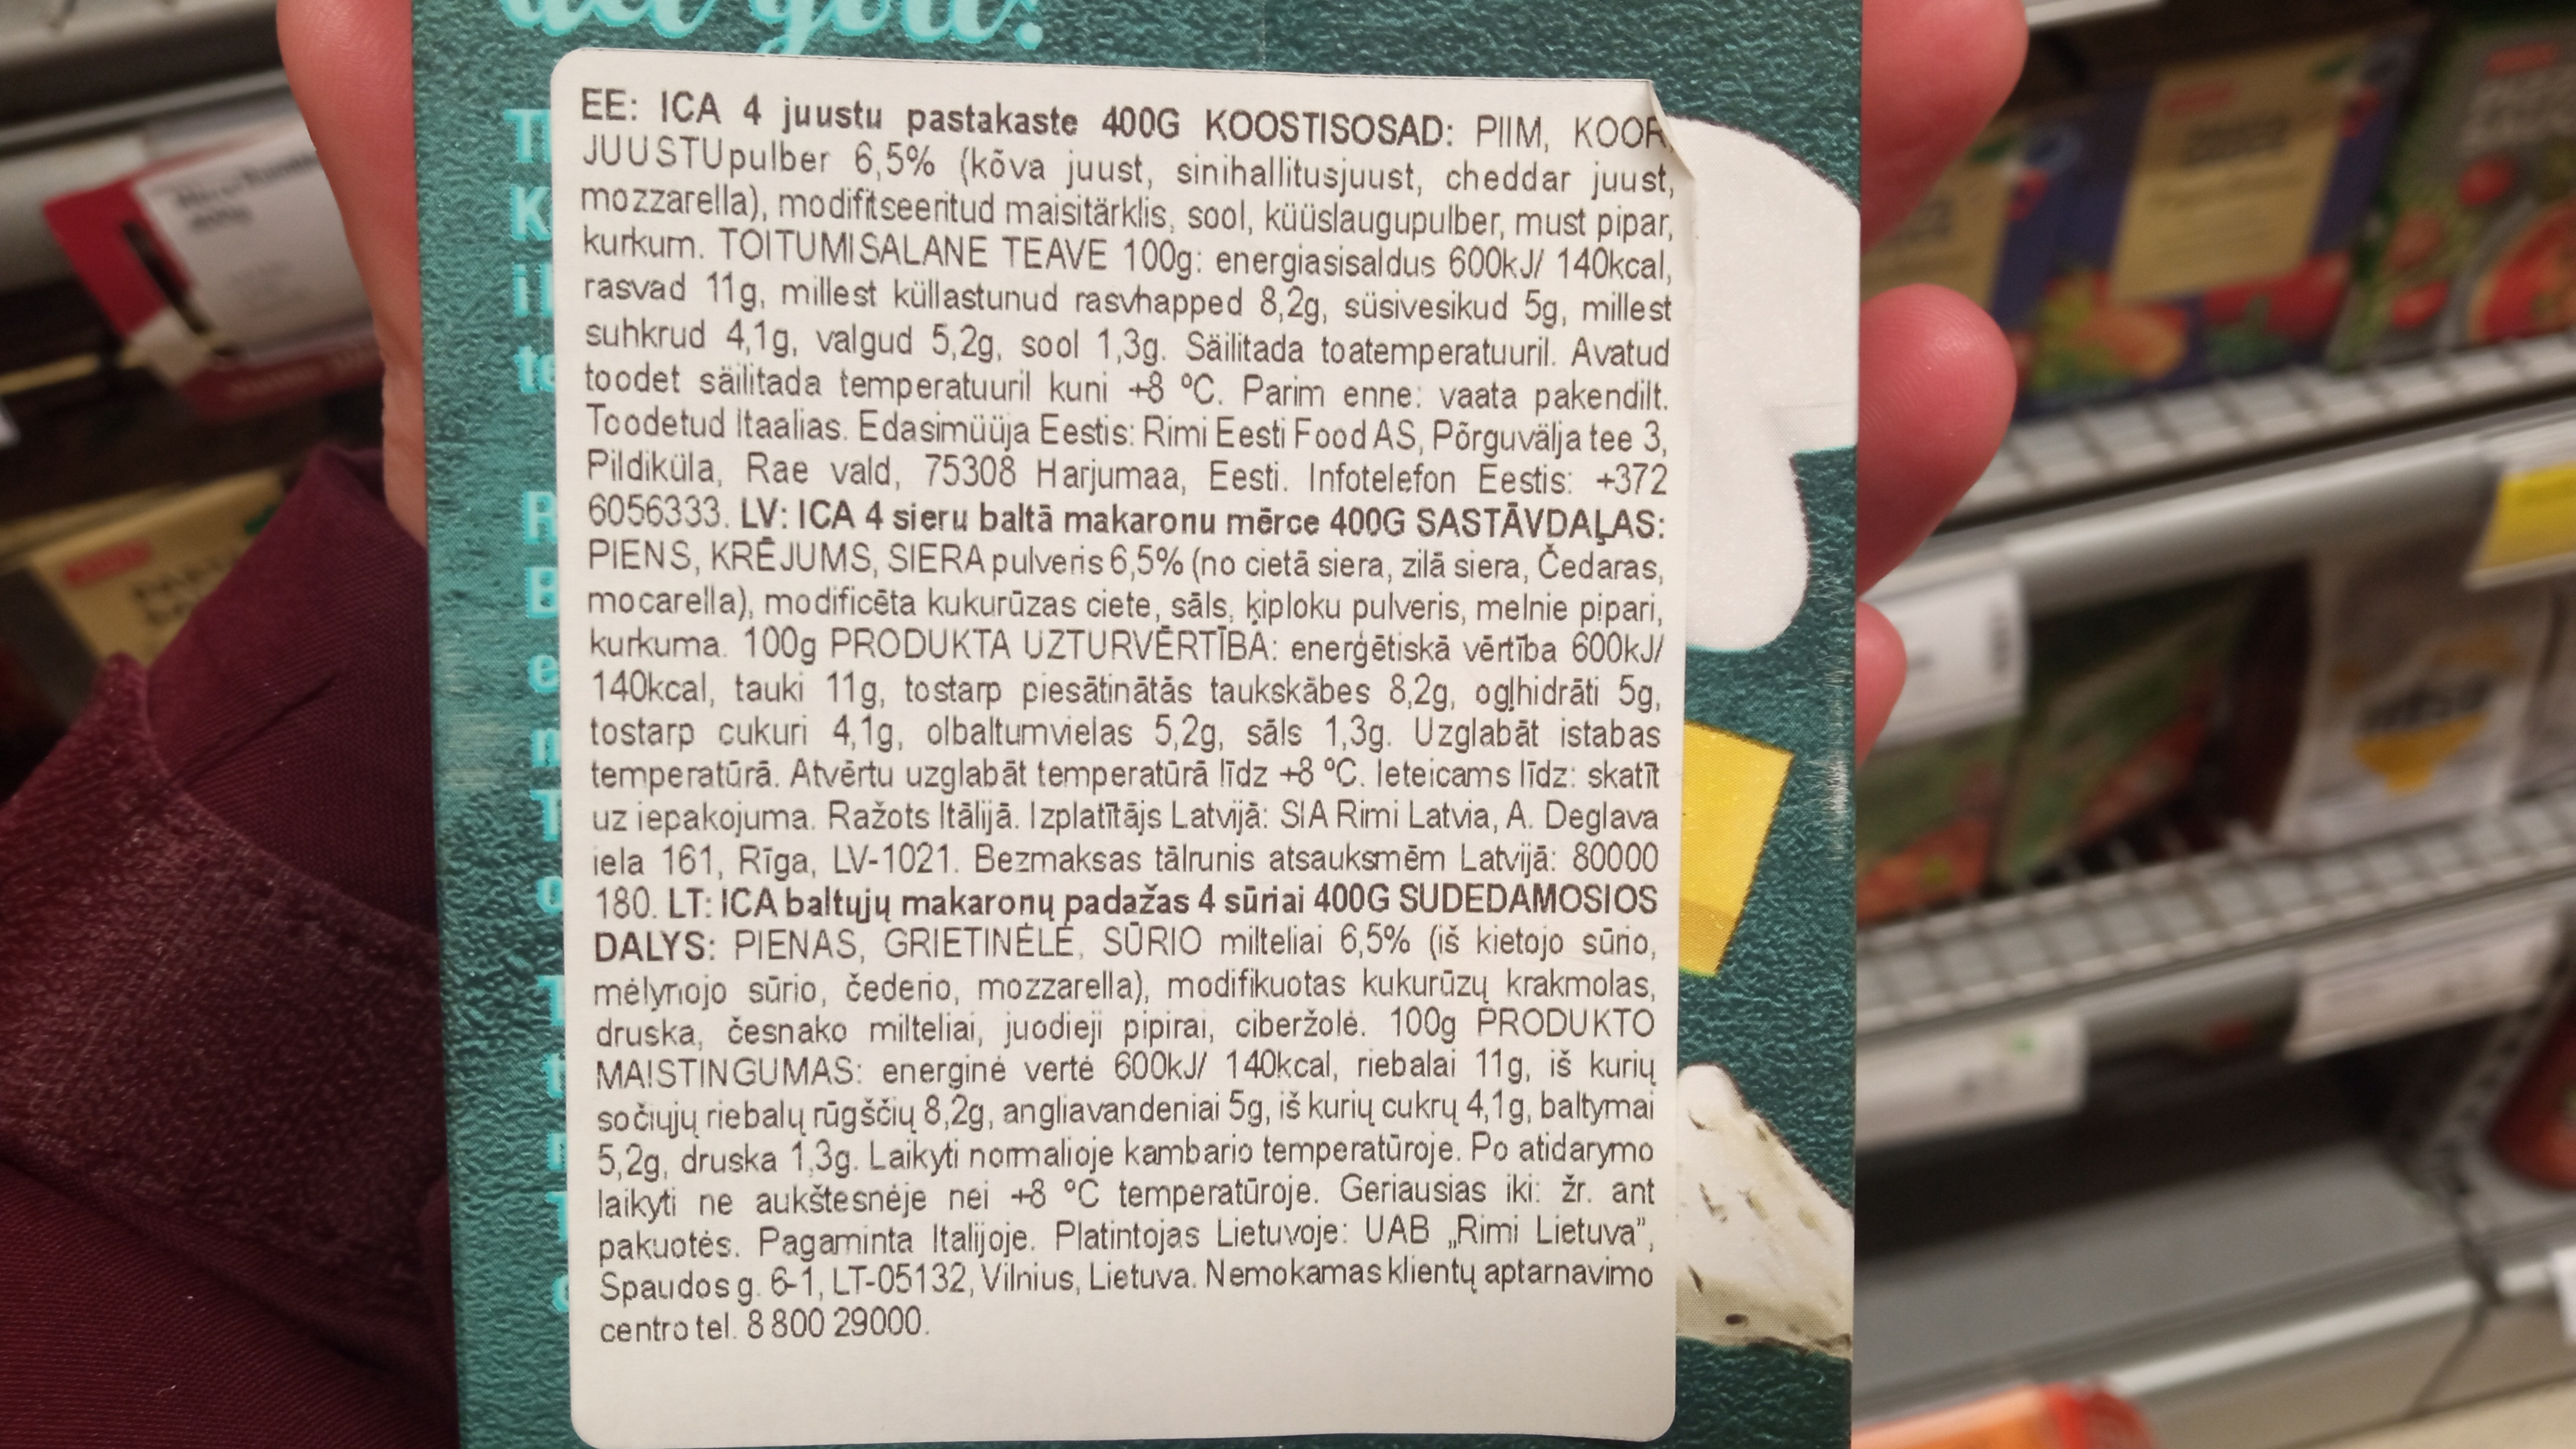 EE: ICA 4 juustu pastakaste 400G KOOSTISOSAD: PIIM, KOOR,
JUUSTUpulber 6,5% (kõva juust, sinihallitusjuust, cheddar juust,
mozzarella), modifitseeritud maisitärklis, sool, küüslaugupulber, must pipar,
kurkum. TOITUMISALANE TEAVE 100g: energiasisaldus 600kJ/ 140kcal,
rasvad 11g, millest küllastunud rasvhapped 8,2g, süsivesikud 5g, millest
suhkrud 4,1g, valgud 5,2g, sool 1,3g. Säilitada toatemperatuuril. Avatud
toodet säilitada temperatuuril kuni +8 ºC. Parim enne: vaata pakendilt.
Toodetud Itaalias. Edasimüüja Eestis: Rimi Eesti Food AS, Põrguvälja tee 3,
Pildiküla, Rae vald, 75308 Harjumaa, Eesti. Infotelefon Eestis: +372
6056333. LV: ICA 4 sieru baltā makaronu mērce 400G SASTĀVDAĻAS:
PIENS, KRĒJUMS, SIERA pulveris 6,5% (no cietā siera, zilā siera, Čedaras,
mocarella), modificēta kukurūzas ciete, sāls, ķiploku pulveris, melnie pipari,
kurkuma. 100g PRODUKTA UZTURVĒRTĪBA: enerģētiskā vērtība 600kJ/
140kcal, tauki 11g, tostarp piesātinātās taukskābes 8,2g, ogļhidrāti 5g,
tostarp cukuri 4,1g, olbaltumvielas 5,2g, sāls 1,3g. Uzglabāt istabas
temperatūrā. Atvērtu uzglabāt temperatūrā līdz +8 ºC. Ieteicams līdz: skatīt
uz iepakojuma. Ražots Itālijā. Izplatītājs Latvijā: SIA Rimi Latvia, A. Deglava
iela 161, Rīga, LV-1021. Bezmaksas tālrunis atsauksmēm Latvijā: 80000
180. LT: ICA baltųjų makaronų padažas 4 sūriai 400G SUDEDAMOSIOS
DALYS: PIENAS, GRIETINĖLĖ, SŪRIO milteliai 6,5% (iš kietojo sūrio,
mėlynojo sūrio, čederio, mozzarella), modifikuotas kukurūzų krakmolas,
druska, česnako milteliai, juodieji pipirai, ciberžolė. 100g PRODUKTO
MAISTINGUMAS: energinė vertė 600kJ/ 140kcal, riebalai 11g, iš kurių
sočiųjų riebalų rūgščių 8,2g, angliavandeniai 5g, iš kurių cukrų 4,1g, baltymai
5,2g, druska 1,3g. Laikyti normalioje kambario temperatūroje. Po atidarymo
laikyti ne aukštesnėje nei +8 ºC temperatūroje. Geriausias iki: žr. ant
pakuotės. Pagaminta Italijoje. Platintojas Lietuvoje: UAB „Rimi Lietuva”,
Spaudos g. 6-1, LT-05132, Vilnius, Lietuva. Nemokamas klientų aptarnavimo
centro tel. 8 800 29000.